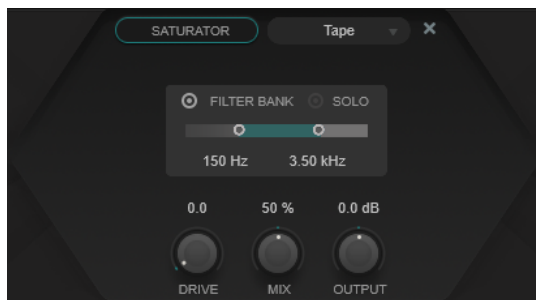 SATURATOR Tape
FILTER BANK SOLO
150 Hz 3.50 kHz
0.0 50 % 0.0 dB
DRIVE MIX OUTPUT